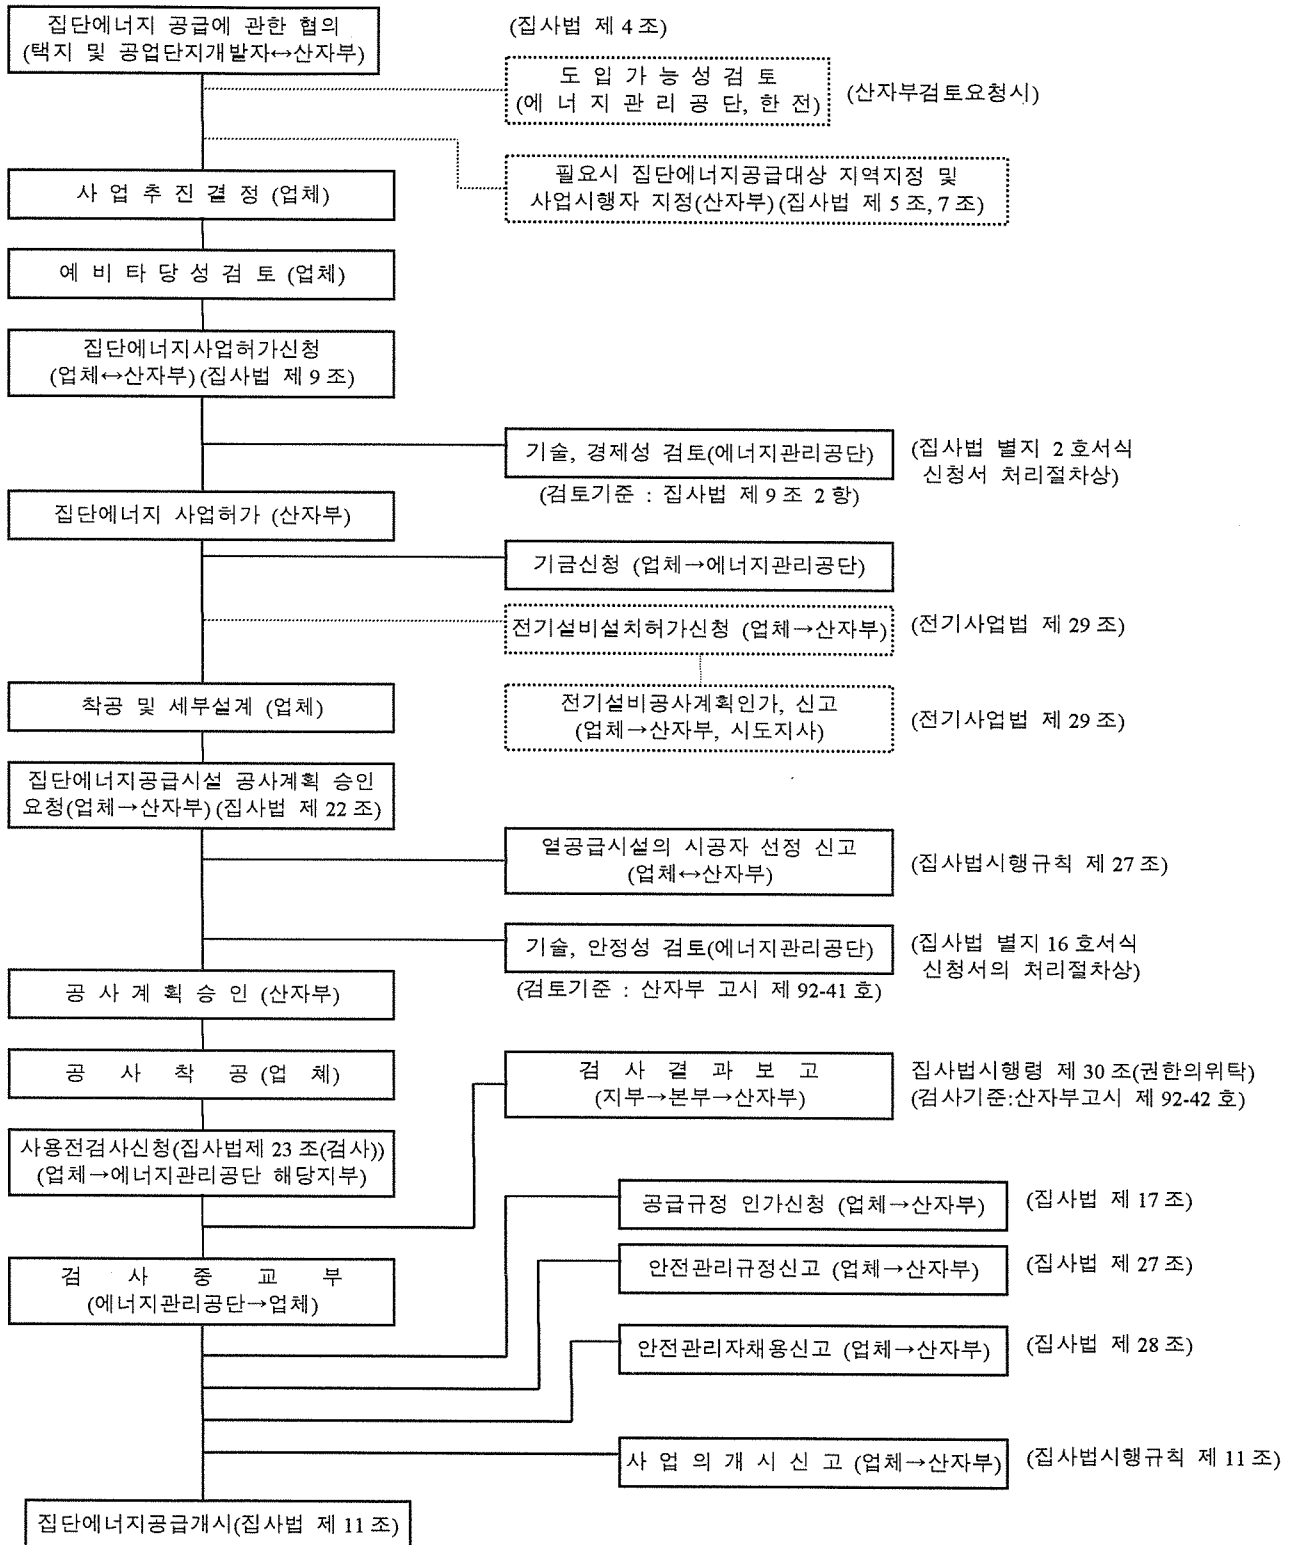 집단에너지 공급에 관한 협의
(택지 및 공업단지개발자↔산자부)
(집사법 제 4 조)
도 입 가 능 성 검 토
(에 너 지 관 리 공 단, 한 전)
(산자부검토요청시)
필요시 집단에너지공급대상 지역지정 및
사업시행자 지정(산자부) (집사법 제 5 조, 7 조)
사 업 추 진 결 정 (업체)
예 비 타 당 성 검 토 (업체)
집단에너지사업허가신청
(업체↔산자부) (집사법 제 9 조)
기술, 경제성 검토(에너지관리공단)
(검토기준 : 집사법 제 9 조 2 항)
(집사법 별지 2 호서식
신청서 처리절차상)
집단에너지 사업허가 (산자부)
기금신청 (업체→에너지관리공단)
전기설비설치허가신청 (업체→산자부)
(전기사업법 제 29 조)
착공 및 세부설계 (업체)
전기설비공사계획인가, 신고
(업체→산자부, 시도지사)
(전기사업법 제 29 조)
집단에너지공급시설 공사계획 승인
요청(업체→산자부) (집사법 제 22 조)
열공급시설의 시공자 선정 신고
(업체↔산자부)
(집사법시행규칙 제 27 조)
기술, 안정성 검토(에너지관리공단)
(검토기준 : 산자부 고시 제 92-41 호)
(집사법 별지 16 호서식
신청서의 처리절차상)
공 사 계 획 승 인 (산자부)
공 사 착 공 (업 체)
검 사 결 과 보 고
(지부→본부→산자부)
집사법시행령 제 30 조(권한의위탁)
(검사기준:산자부고시 제 92-42 호)
사용전검사신청(집사법제 23 조(검사))
(업체→에너지관리공단 해당지부)
공급규정 인가신청 (업체→산자부)
(집사법 제 17 조)
검 사 증 교 부
(에너지관리공단→업체)
안전관리규정신고 (업체→산자부)
(집사법 제 27 조)
안전관리자채용신고 (업체→산자부)
(집사법 제 28 조)
사 업 의 개 시 신 고 (업체→산자부)
(집사법시행규칙 제 11 조)
집단에너지공급개시(집사법 제 11 조)